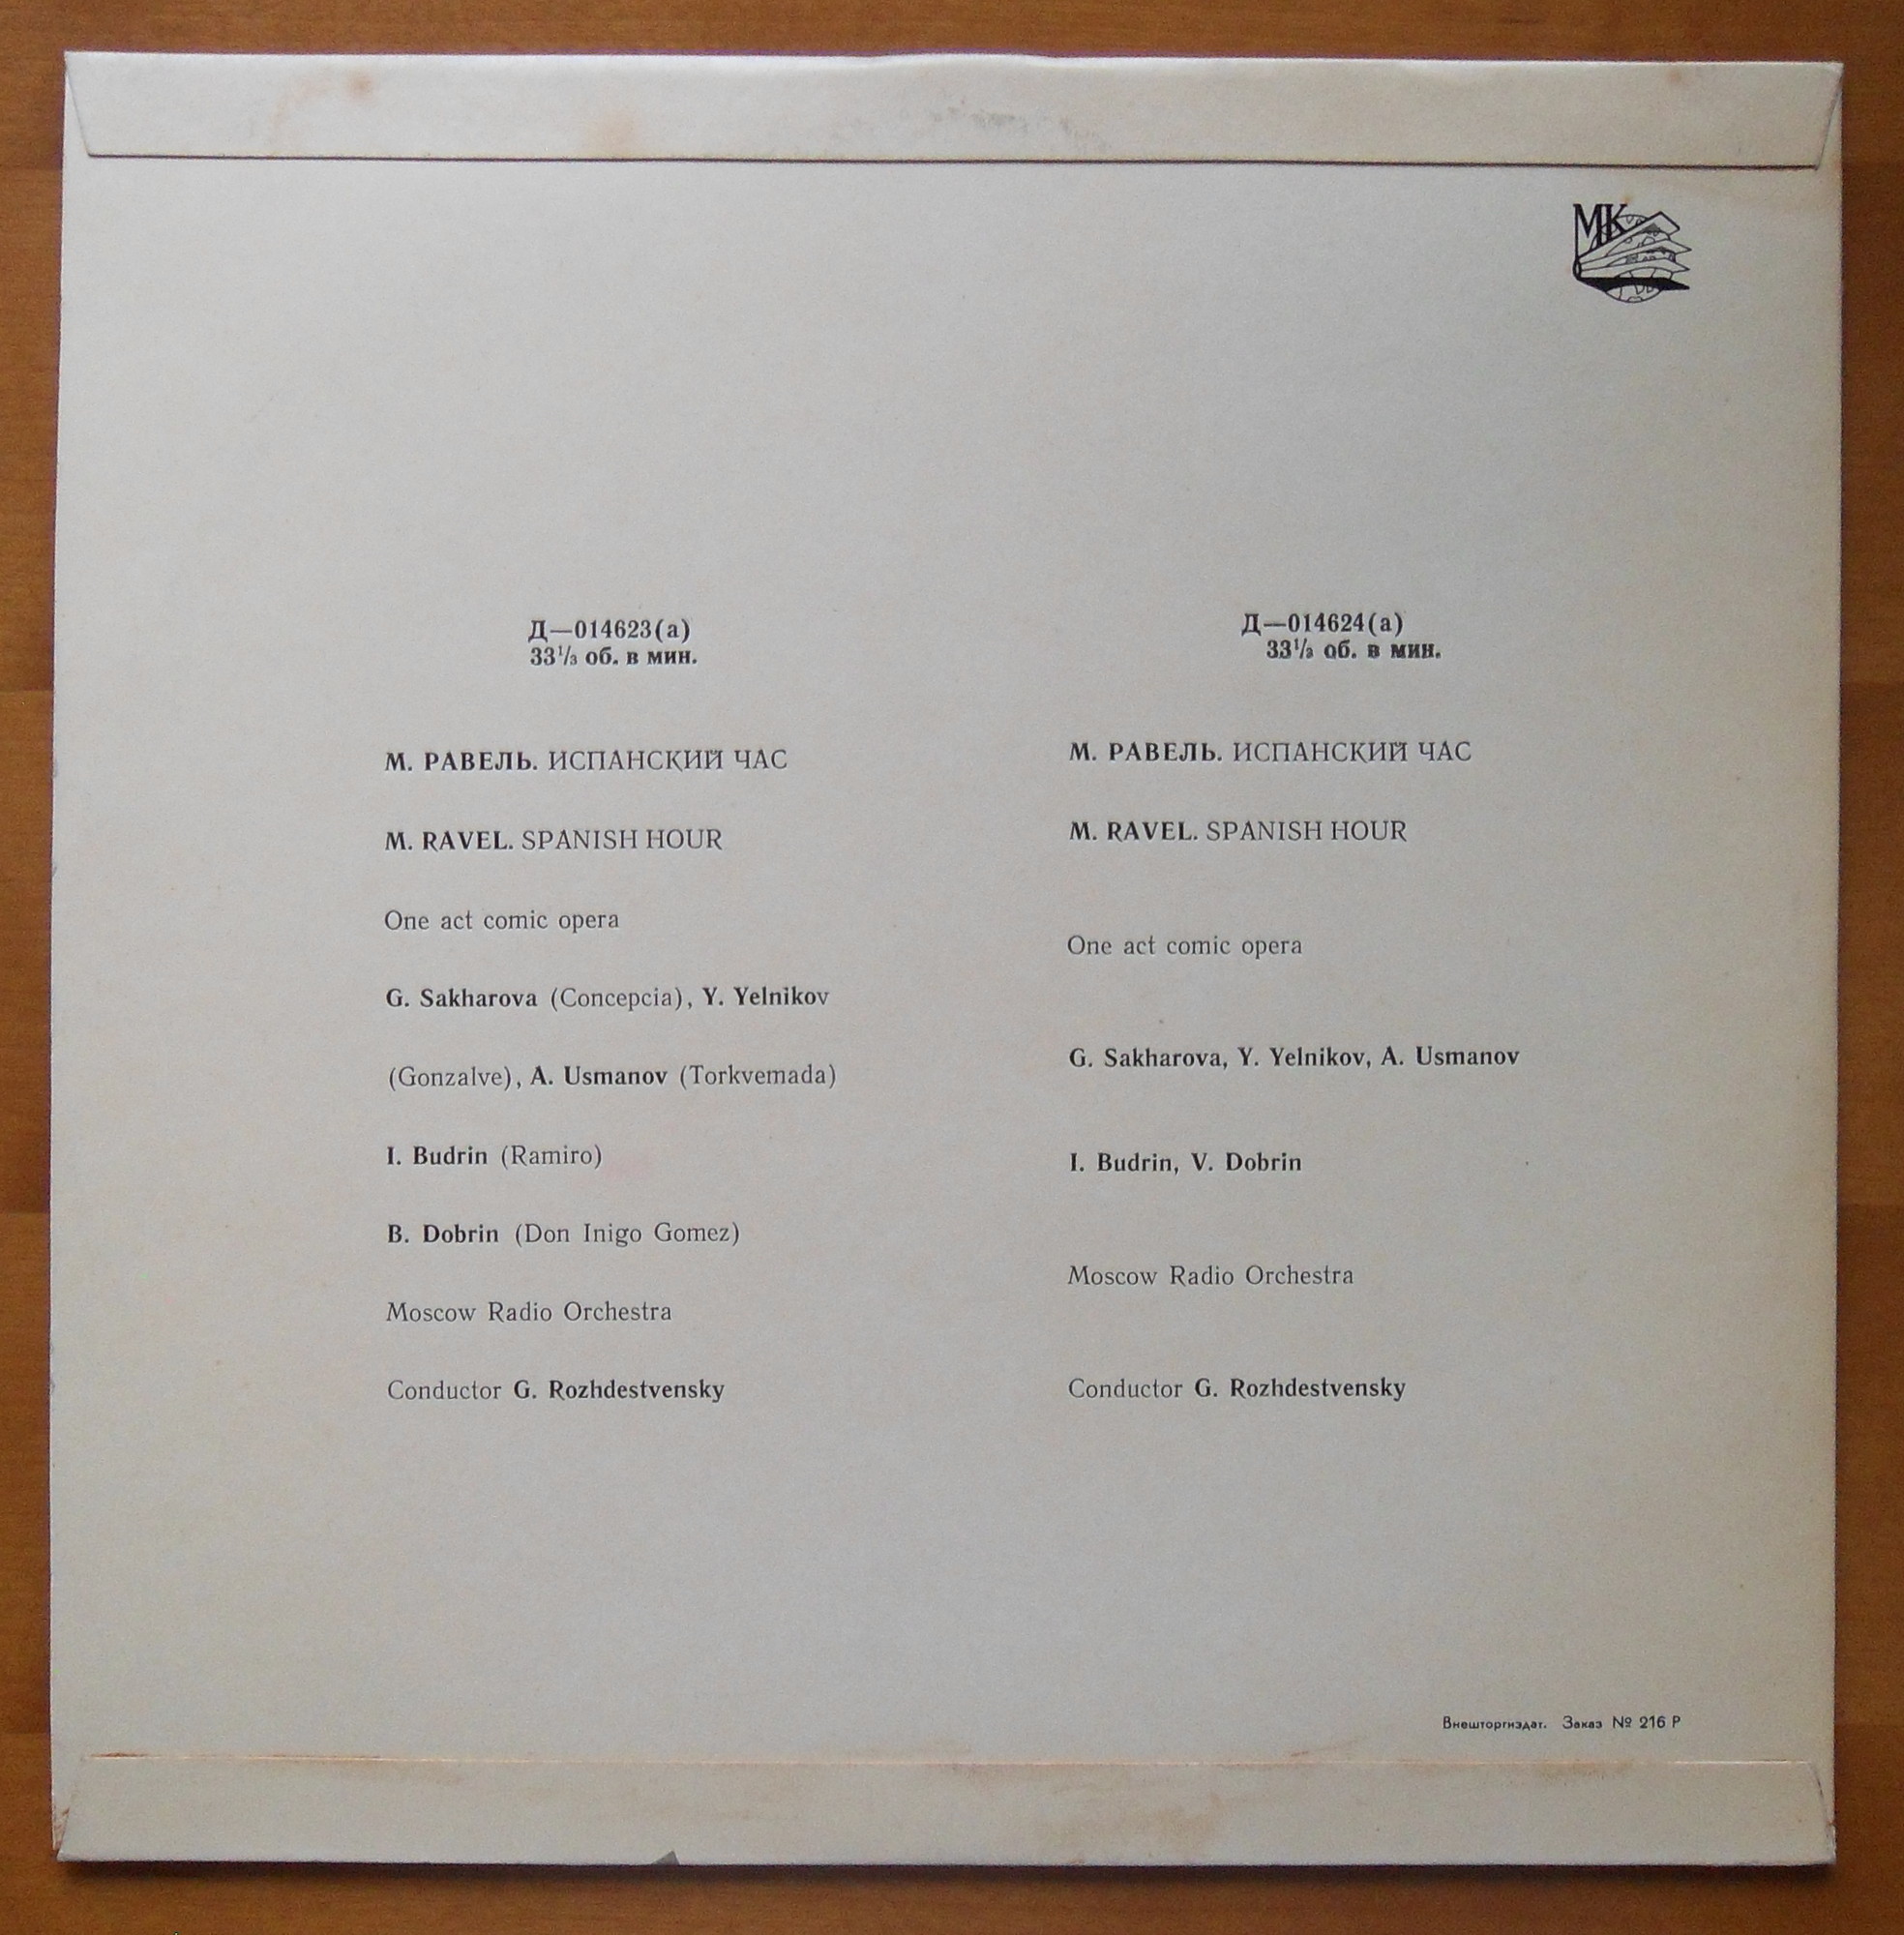 МК
Д—014623(а)
33⅓ об. в мин.
М. РАВЕЛЬ. ИСПАНСКИЙ ЧАС
M. RAVEL. SPANISH HOUR
One act comic opera
G. Sakharova (Concepcia), Y. Yelnikov
(Gonzalve), A. Usmanov (Torkvemada)
I. Budrin (Ramiro)
B. Dobrin (Don Inigo Gomez)
Moscow Radio Orchestra
Conductor G. Rozhdestvensky
Д—014624(а)
33⅓ об. в мин.
М. РАВЕЛЬ. ИСПАНСКИЙ ЧАС
M. RAVEL. SPANISH HOUR
One act comic opera
G. Sakharova, Y. Yelnikov, A. Usmanov
I. Budrin, V. Dobrin
Moscow Radio Orchestra
Conductor G. Rozhdestvensky
Внешторгиздат. Заказ № 216 Р